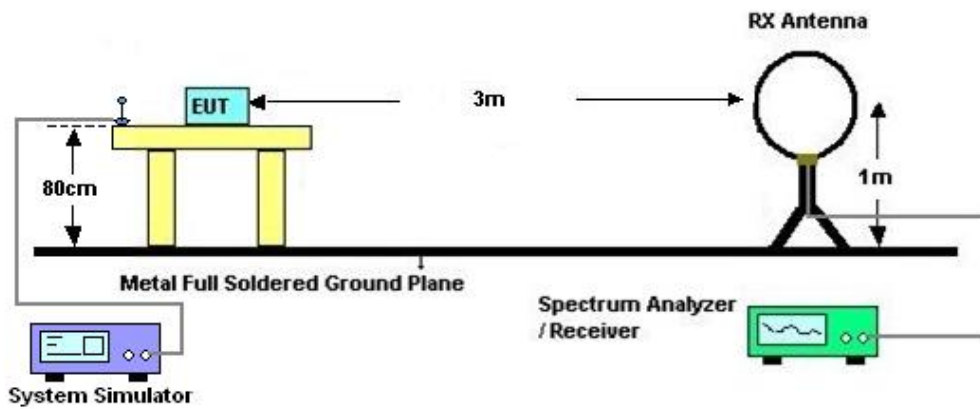 RX Antenna
EUT
3m
80cm
1m
Metal Full Soldered Ground Plane
Spectrum Analyzer
/ Receiver
System Simulator